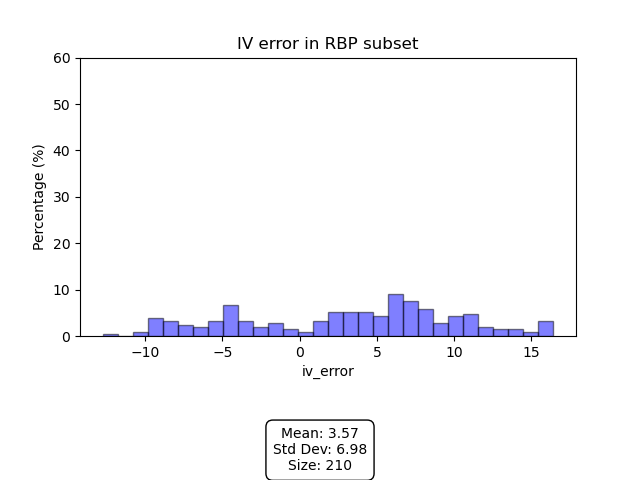 IV error in RBP subset
60
50
40
30
20
10
0
Percentage (%)
−10
−5
0
5
10
15
iv_error
Mean: 3.57
Std Dev: 6.98
Size: 210